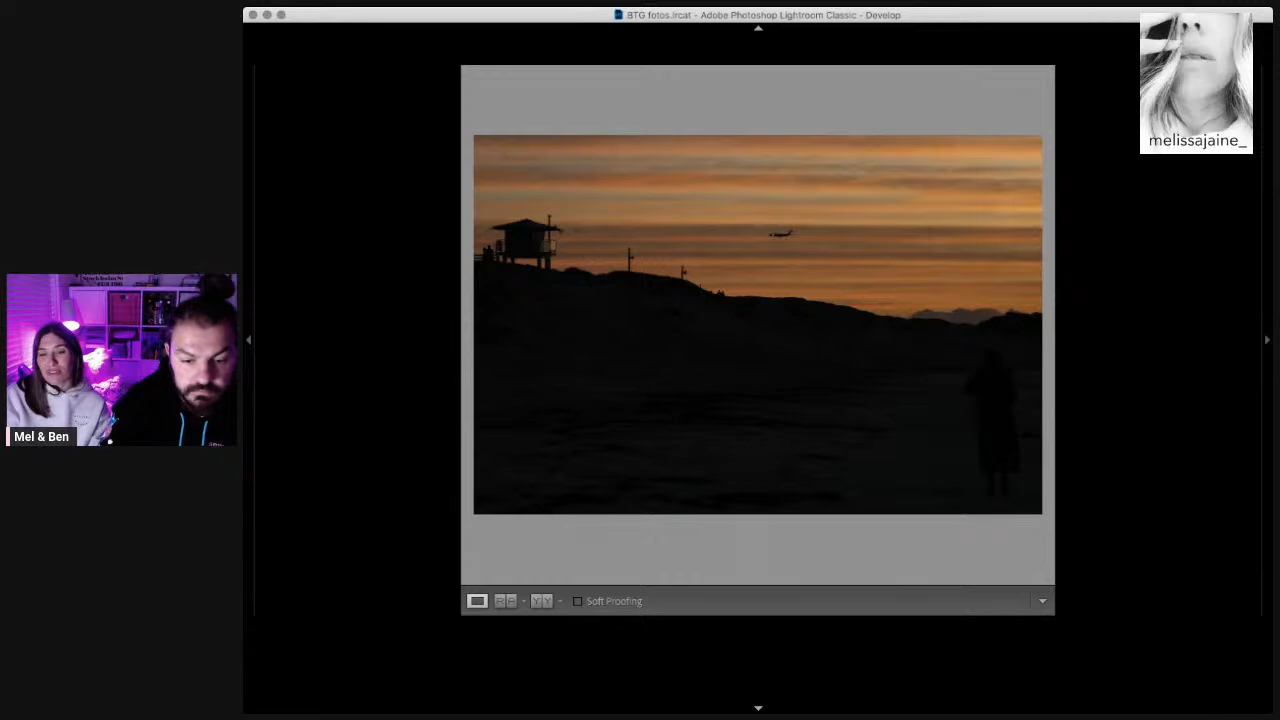 BTG fotos.lrcat - Adobe Photoshop Lightroom Classic - Develop
melissajaine_
Mel & Ben
Soft Proofing